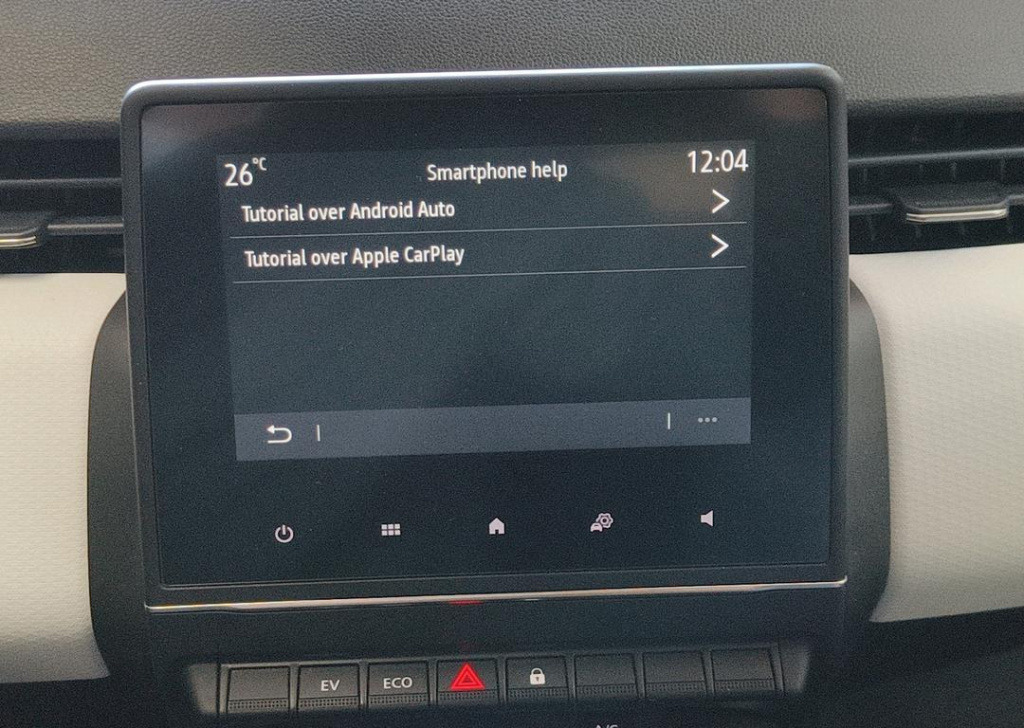 26°C Smartphone help 12:04
Tutorial over Android Auto
Tutorial over Apple CarPlay
EV ECO
A/C